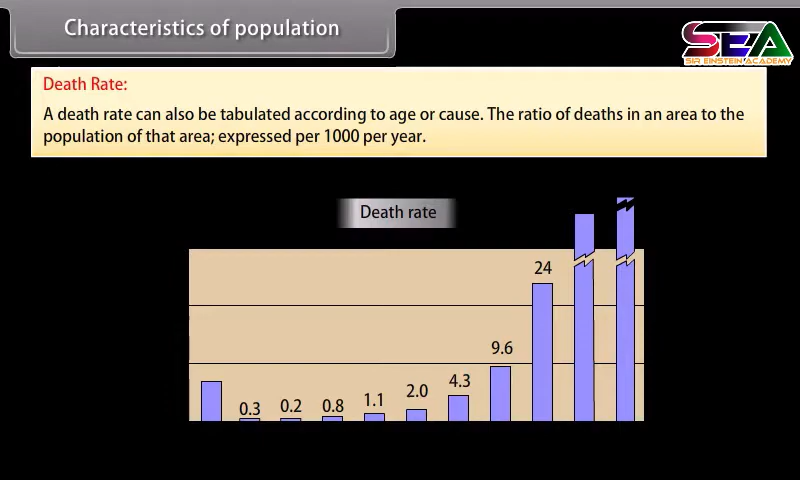 Characteristics of population
SEA
SIR EINSTEIN ACADEMY
Death Rate:
A death rate can also be tabulated according to age or cause. The ratio of deaths in an area to the
population of that area; expressed per 1000 per year.
Death rate
24
9.6
4.3
2.0
1.1
0.8
0.2
0.3